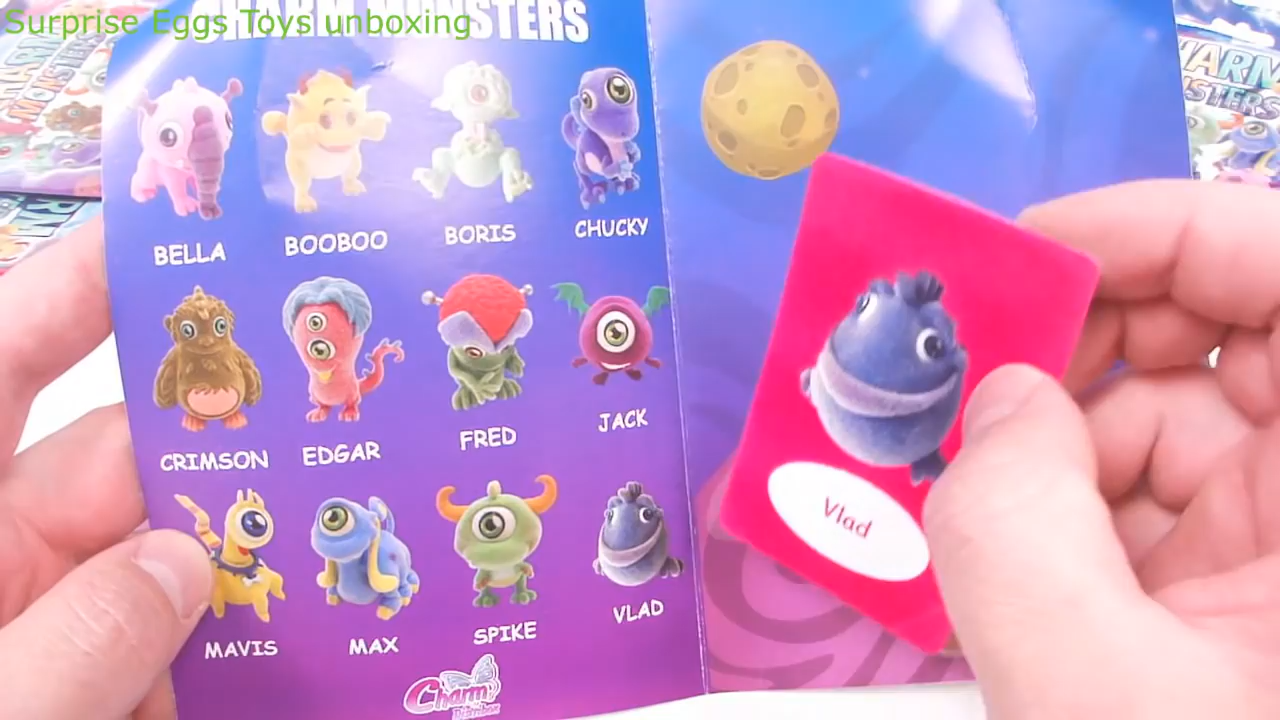 Surprise Eggs Toys unboxing
CHARM MONSTERS
BELLA
BOOBOO
BORIS
CHUCKY
CRIMSON
EDGAR
FRED
JACK
MAVIS
MAX
SPIKE
VLAD
Vlad
Charm